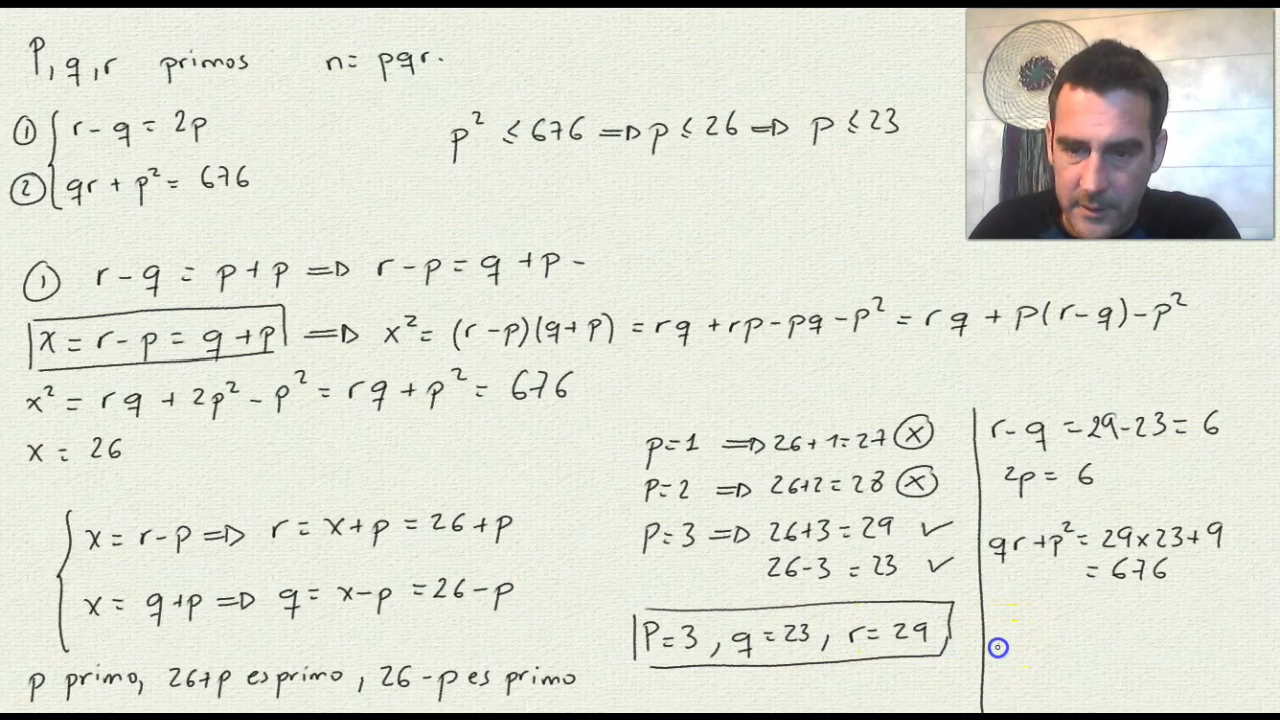 p, q, r primos n = pqr.
① r - q = 2p
p² ≤ 676 ⇒ p ≤ 26 ⇒ p ≤ 23
② qr + p² = 676
① r - q = p + p ⇒ r - p = q + p -
x = r - p = q + p ⇒ x² = (r - p)(q + p) = rq + rp - pq - p² = rq + p(r - q) - p²
x² = rq + 2p² - p² = rq + p² = 676
x = 26
x = r - p ⇒ r = x + p = 26 + p
x = q + p ⇒ q = x - p = 26 - p
p primo, 26+p es primo, 26-p es primo
p = 1 ⇒ 26 + 1 = 27 ⓧ
p = 2 ⇒ 26 + 2 = 28 ⓧ
p = 3 ⇒ 26 + 3 = 29 ✓
26 - 3 = 23 ✓
p = 3, q = 23, r = 29
r - q = 29 - 23 = 6
2p = 6
qr + p² = 29 × 23 + 9
= 676